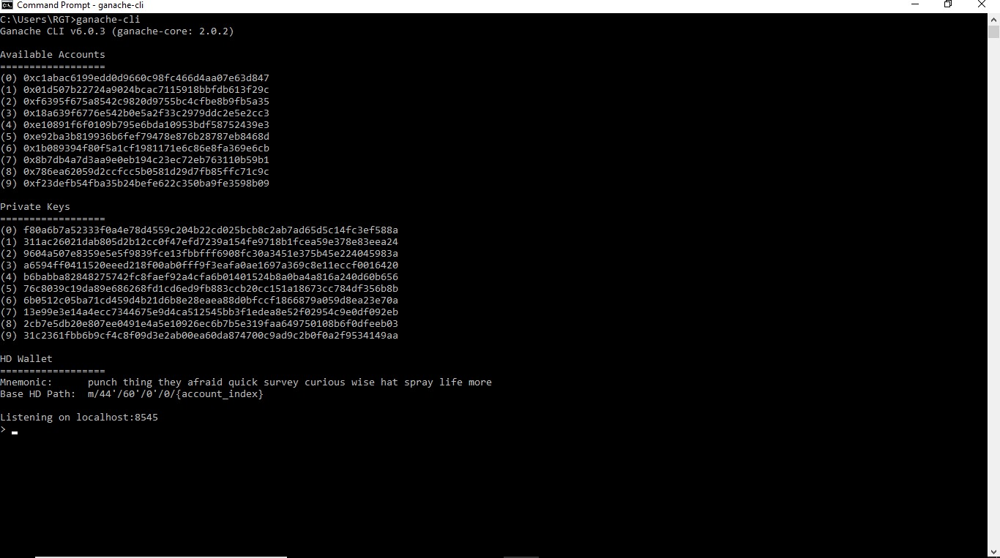 Command Prompt - ganache-cli
C:\Users\RGT>ganache-cli
Ganache CLI v6.0.3 (ganache-core: 2.0.2)
Available Accounts
==================
(0) 0xc1abac6199edd0d9660c98fc466d4aa07e63d847
(1) 0x01d507b22724a9024bcac7115918bbfdb613f29c
(2) 0xf6395f675a8542c9820d9755bc4cfbe8b9fb5a35
(3) 0x18a639f6776e542b0e5a2f33c2979ddc2e5e2cc3
(4) 0xe10891f6f0109b795e6bda10953bdf58752439e3
(5) 0xe92ba3b819936b6fef79478e876b28787eb8468d
(6) 0x1b089394f80f5a1cf1981171e6c86e8fa369e6cb
(7) 0x8b7db4a7d3aa9e0eb194c23ec72eb763110b59b1
(8) 0x786ea62059d2ccfcc5b0581d29d7fb85ffc71c9c
(9) 0xf23defb54fba35b24befe622c350ba9fe3598b09
Private Keys
==================
(0) f80a6b7a52333f0a4e78d4559c204b22cd025bcb8c2ab7ad65d5c14fc3ef588a
(1) 311ac26021dab805d2b12cc0f47efd7239a154fe9718b1fcea59e378e83eea24
(2) 9604a507e8359e5e5f9839fce13fbbfff6908fc30a3451e375b45e224045983a
(3) a6594ff0411520eeed218f00ab0fff9f3eafa0ae1697a369c8e11eccf0016420
(4) b6babba82848275742fc8faef92a4cfa6b01401524b8a0ba4a816a240d60b656
(5) 76c8039c19da89e686268fd1cd6ed9fb883ccb20cc151a18673cc784df356b8b
(6) 6b0512c05ba71cd459d4b21d6b8e28eaea88d0bfccf1866879a059d8ea23e70a
(7) 13e99e3e14a4ecc7344675e9d4ca512545bb3f1edea8e52f02954c9e0df092eb
(8) 2cb7e5db20e807ee0491e4a5e10926ec6b7b5e319faa649750108b6f0dfeeb03
(9) 31c2361fbb6b9cf4c8f09d3e2ab00ea60da874700c9ad9c2b0f0a2f9534149aa
HD Wallet
==================
Mnemonic:      punch thing they afraid quick survey curious wise hat spray life more
Base HD Path:  m/44'/60'/0'/0/{account_index}
Listening on localhost:8545
>